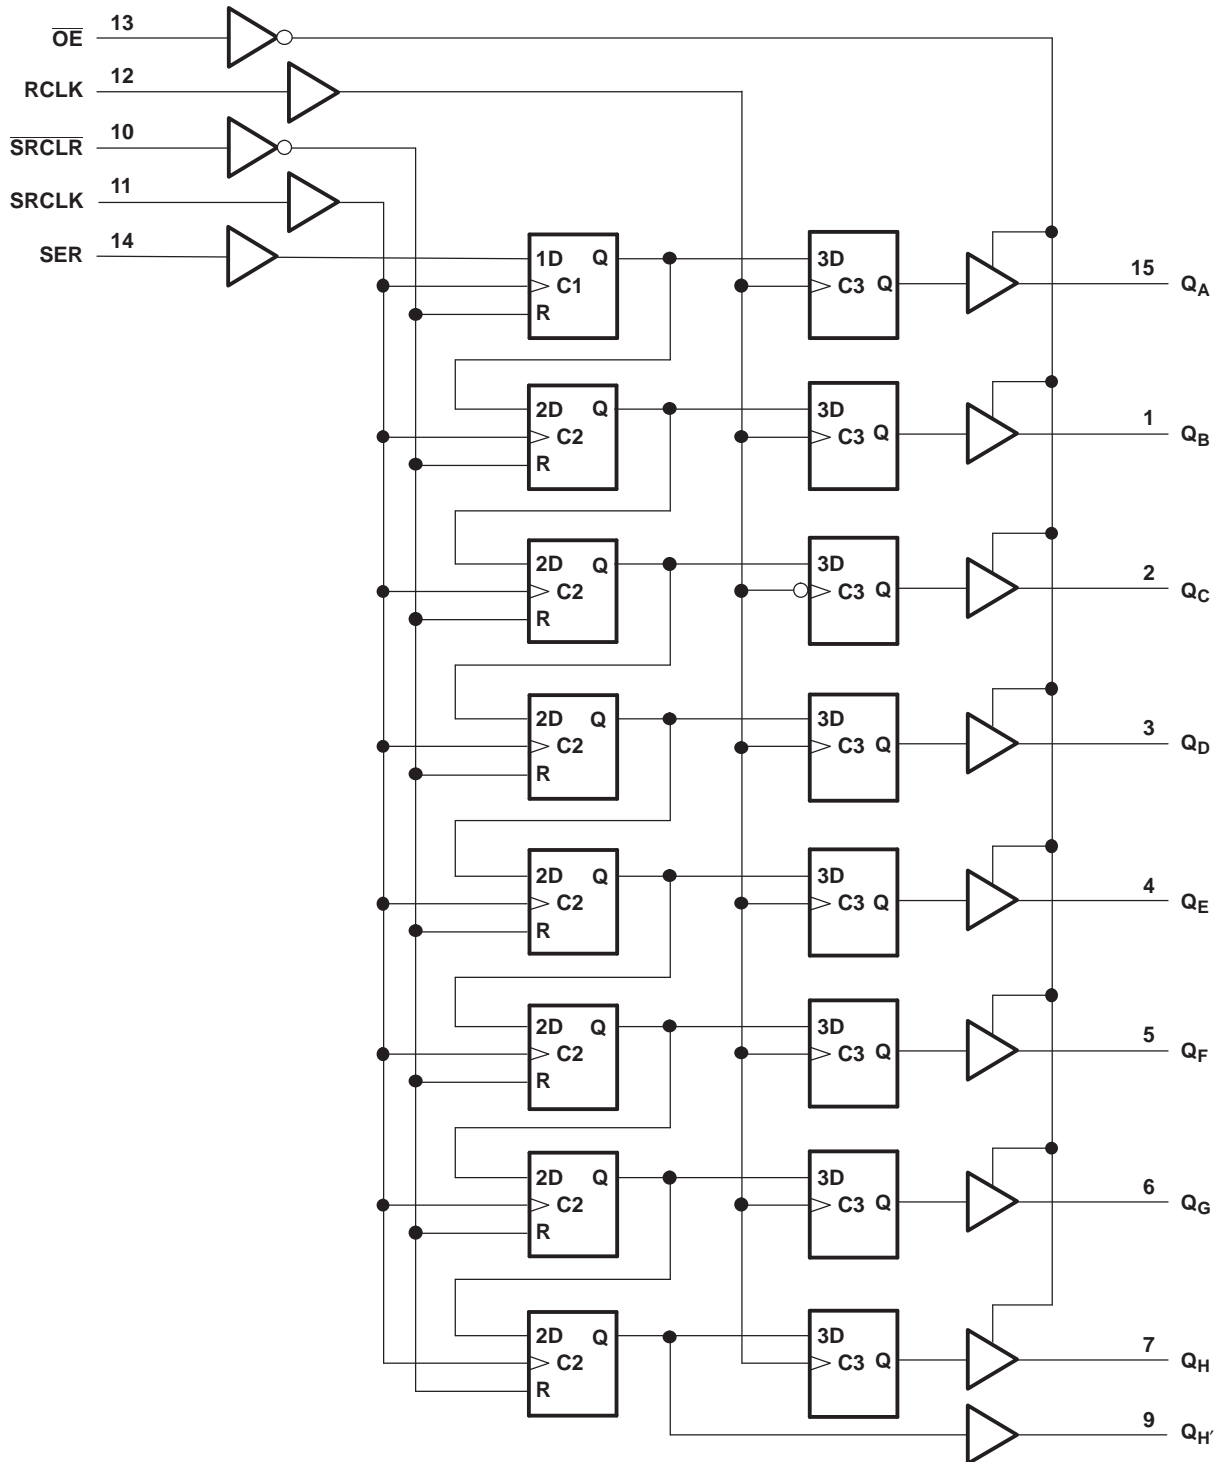 OE 13
RCLK 12
SRCLR 10
SRCLK 11
SER 14
1D Q 3D
C1 C3 Q 15 QA
R
2D Q 3D
C2 C3 Q 1 QB
R
2D Q 3D
C2 C3 Q 2 QC
R
2D Q 3D
C2 C3 Q 3 QD
R
2D Q 3D
C2 C3 Q 4 QE
R
2D Q 3D
C2 C3 Q 5 QF
R
2D Q 3D
C2 C3 Q 6 QG
R
2D Q 3D
C2 C3 Q 7 QH
R
9 QH′